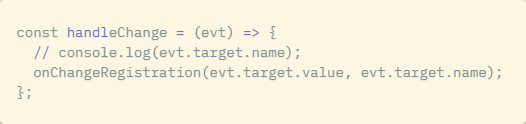 const handleChange = (evt) => {
  // console.log(evt.target.name);
  onChangeRegistration(evt.target.value, evt.target.name);
};